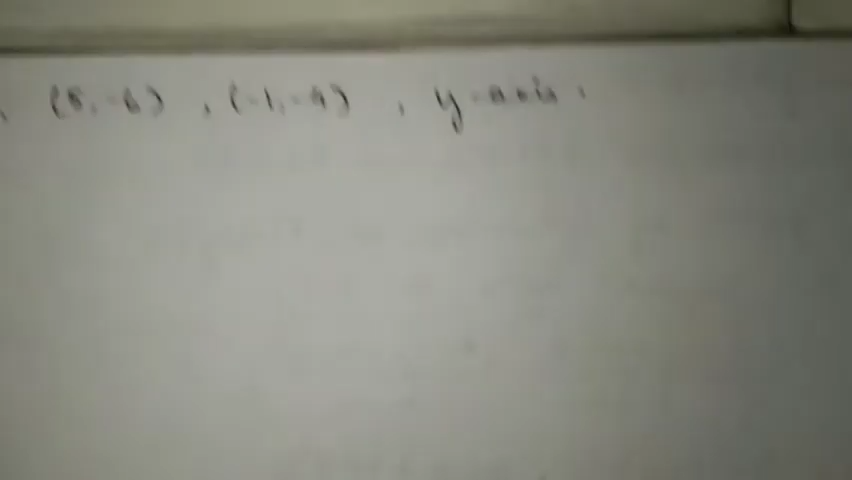 , (5,-6) , (-1,-4) , y-axis.